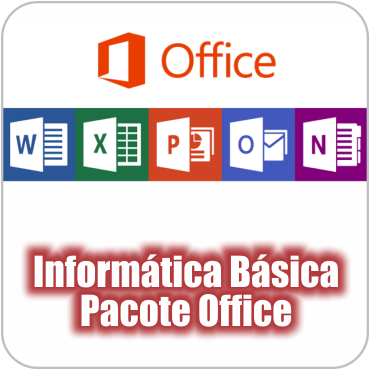 Office
W X P O N
Informática Básica
Pacote Office